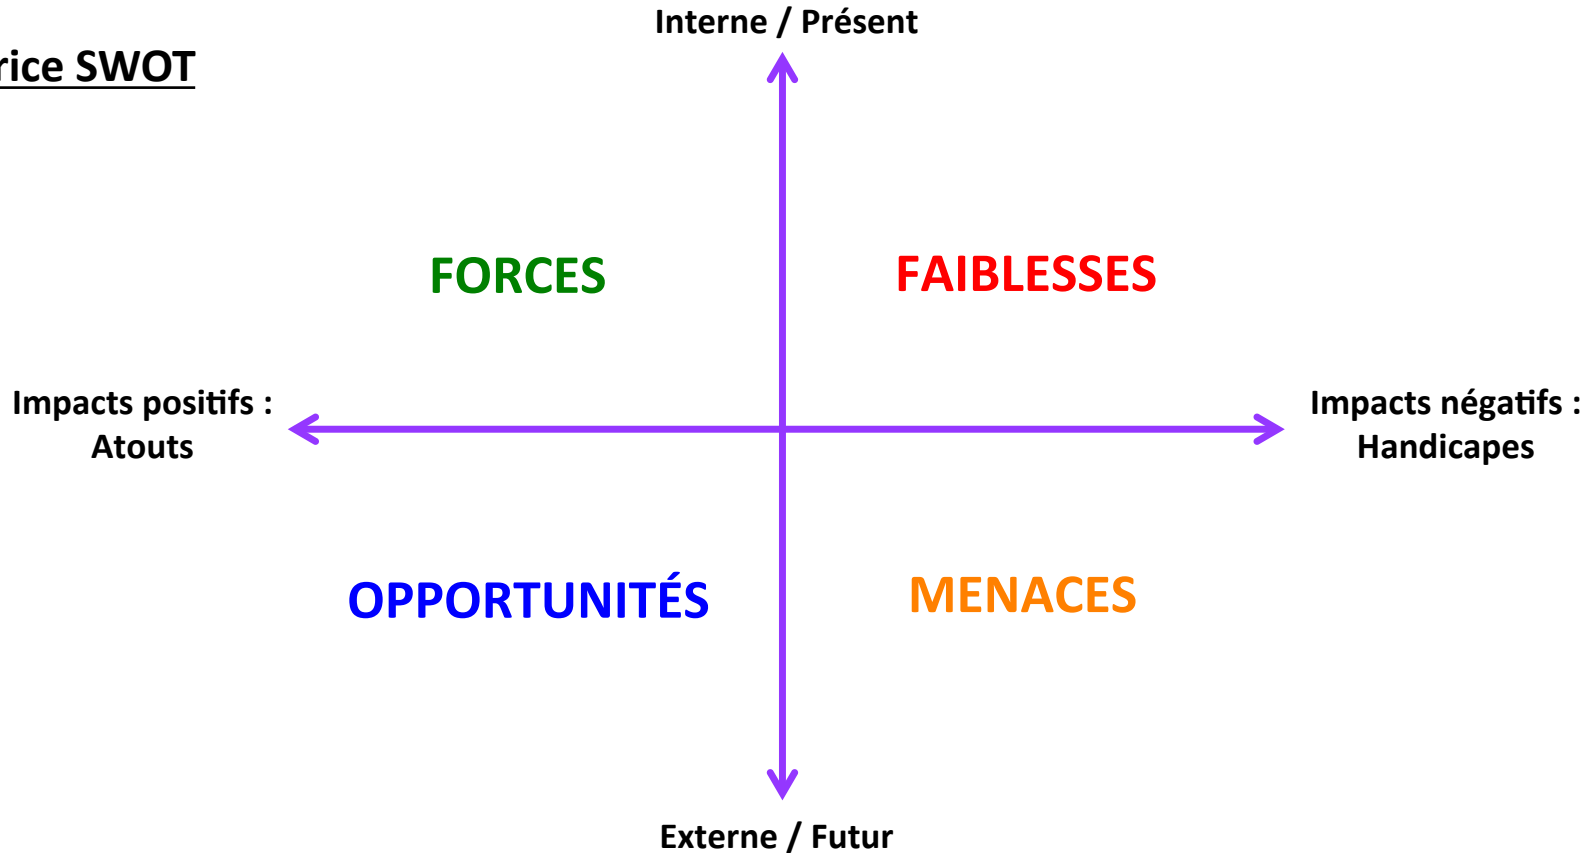 Interne / Présent
rice SWOT
FORCES
FAIBLESSES
Impacts positifs :
Atouts
Impacts négatifs :
Handicapes
OPPORTUNITÉS
MENACES
Externe / Futur